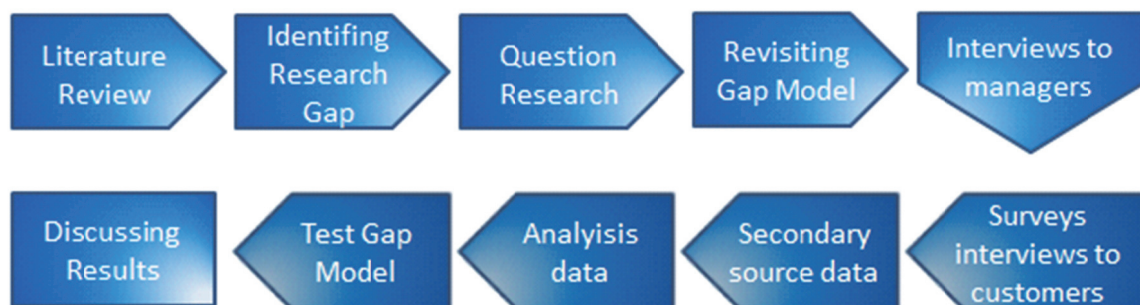 Literature
Review
Identifing
Research
Gap
Question
Research
Revisiting
Gap Model
Interviews to
managers
Surveys
interviews to
customers
Secondary
source data
Analyisis
data
Test Gap
Model
Discussing
Results